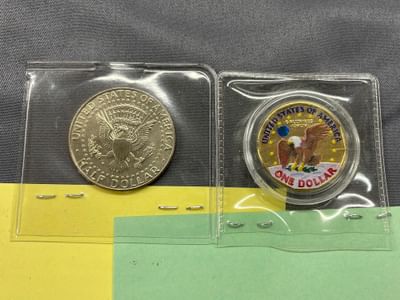 UNITED STATES OF AMERICA
HALF DOLLAR
UNITED STATES OF AMERICA
ONE DOLLAR